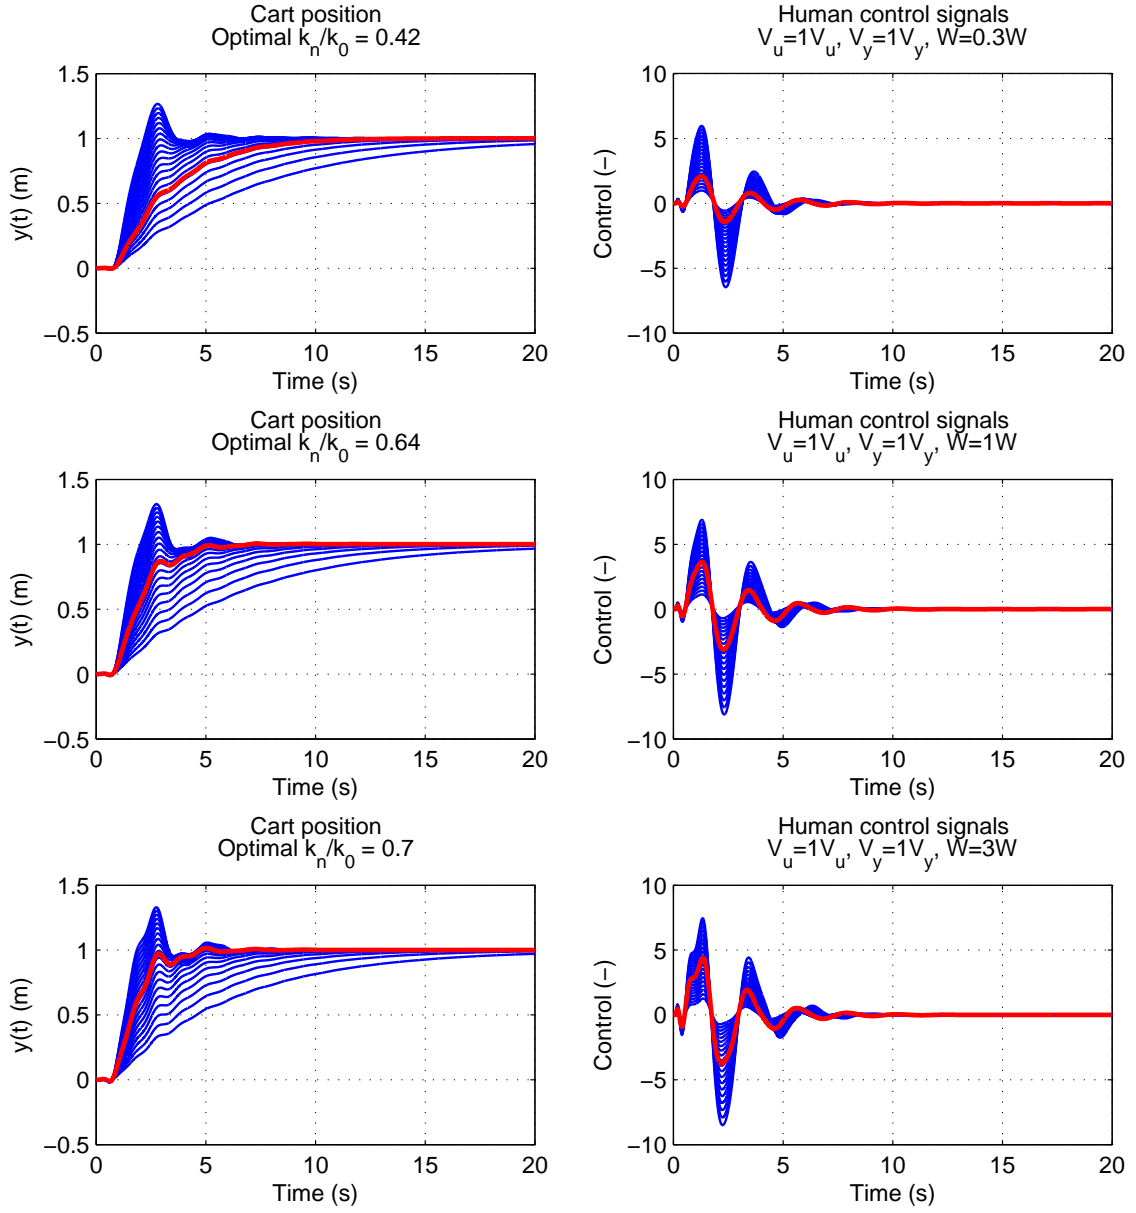 Cart position
Optimal k_n/k_0 = 0.42
1.5
1
0.5
0
−0.5
y(t) (m)
0 5 10 15 20
Time (s)
Human control signals
V_u=1V_u, V_y=1V_y, W=0.3W
10
5
0
−5
−10
Control (−)
0 5 10 15 20
Time (s)
Cart position
Optimal k_n/k_0 = 0.64
1.5
1
0.5
0
−0.5
y(t) (m)
0 5 10 15 20
Time (s)
Human control signals
V_u=1V_u, V_y=1V_y, W=1W
10
5
0
−5
−10
Control (−)
0 5 10 15 20
Time (s)
Cart position
Optimal k_n/k_0 = 0.7
1.5
1
0.5
0
−0.5
y(t) (m)
0 5 10 15 20
Time (s)
Human control signals
V_u=1V_u, V_y=1V_y, W=3W
10
5
0
−5
−10
Control (−)
0 5 10 15 20
Time (s)